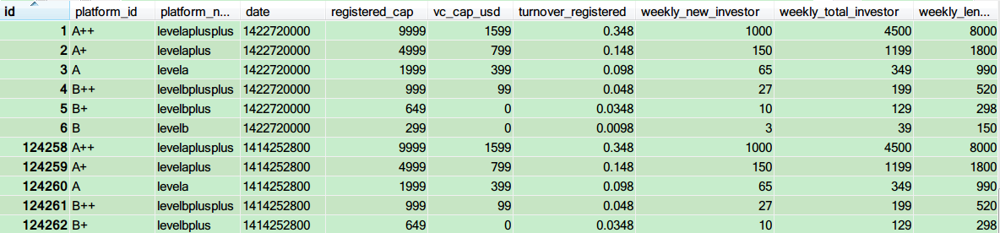 id platform_id platform_n... date registered_cap vc_cap_usd turnover_registered weekly_new_investor weekly_total_investor weekly_len...
1 A++ levelaplusplus 1422720000 9999 1599 0.348 1000 4500 8000
2 A+ levelaplus 1422720000 4999 799 0.148 150 1199 1800
3 A levela 1422720000 1999 399 0.098 65 349 990
4 B++ levelbplusplus 1422720000 999 99 0.048 27 199 520
5 B+ levelbplus 1422720000 649 0 0.0348 10 129 298
6 B levelb 1422720000 299 0 0.0098 3 39 150
124258 A++ levelaplusplus 1414252800 9999 1599 0.348 1000 4500 8000
124259 A+ levelaplus 1414252800 4999 799 0.148 150 1199 1800
124260 A levela 1414252800 1999 399 0.098 65 349 990
124261 B++ levelbplusplus 1414252800 999 99 0.048 27 199 520
124262 B+ levelbplus 1414252800 649 0 0.0348 10 129 298